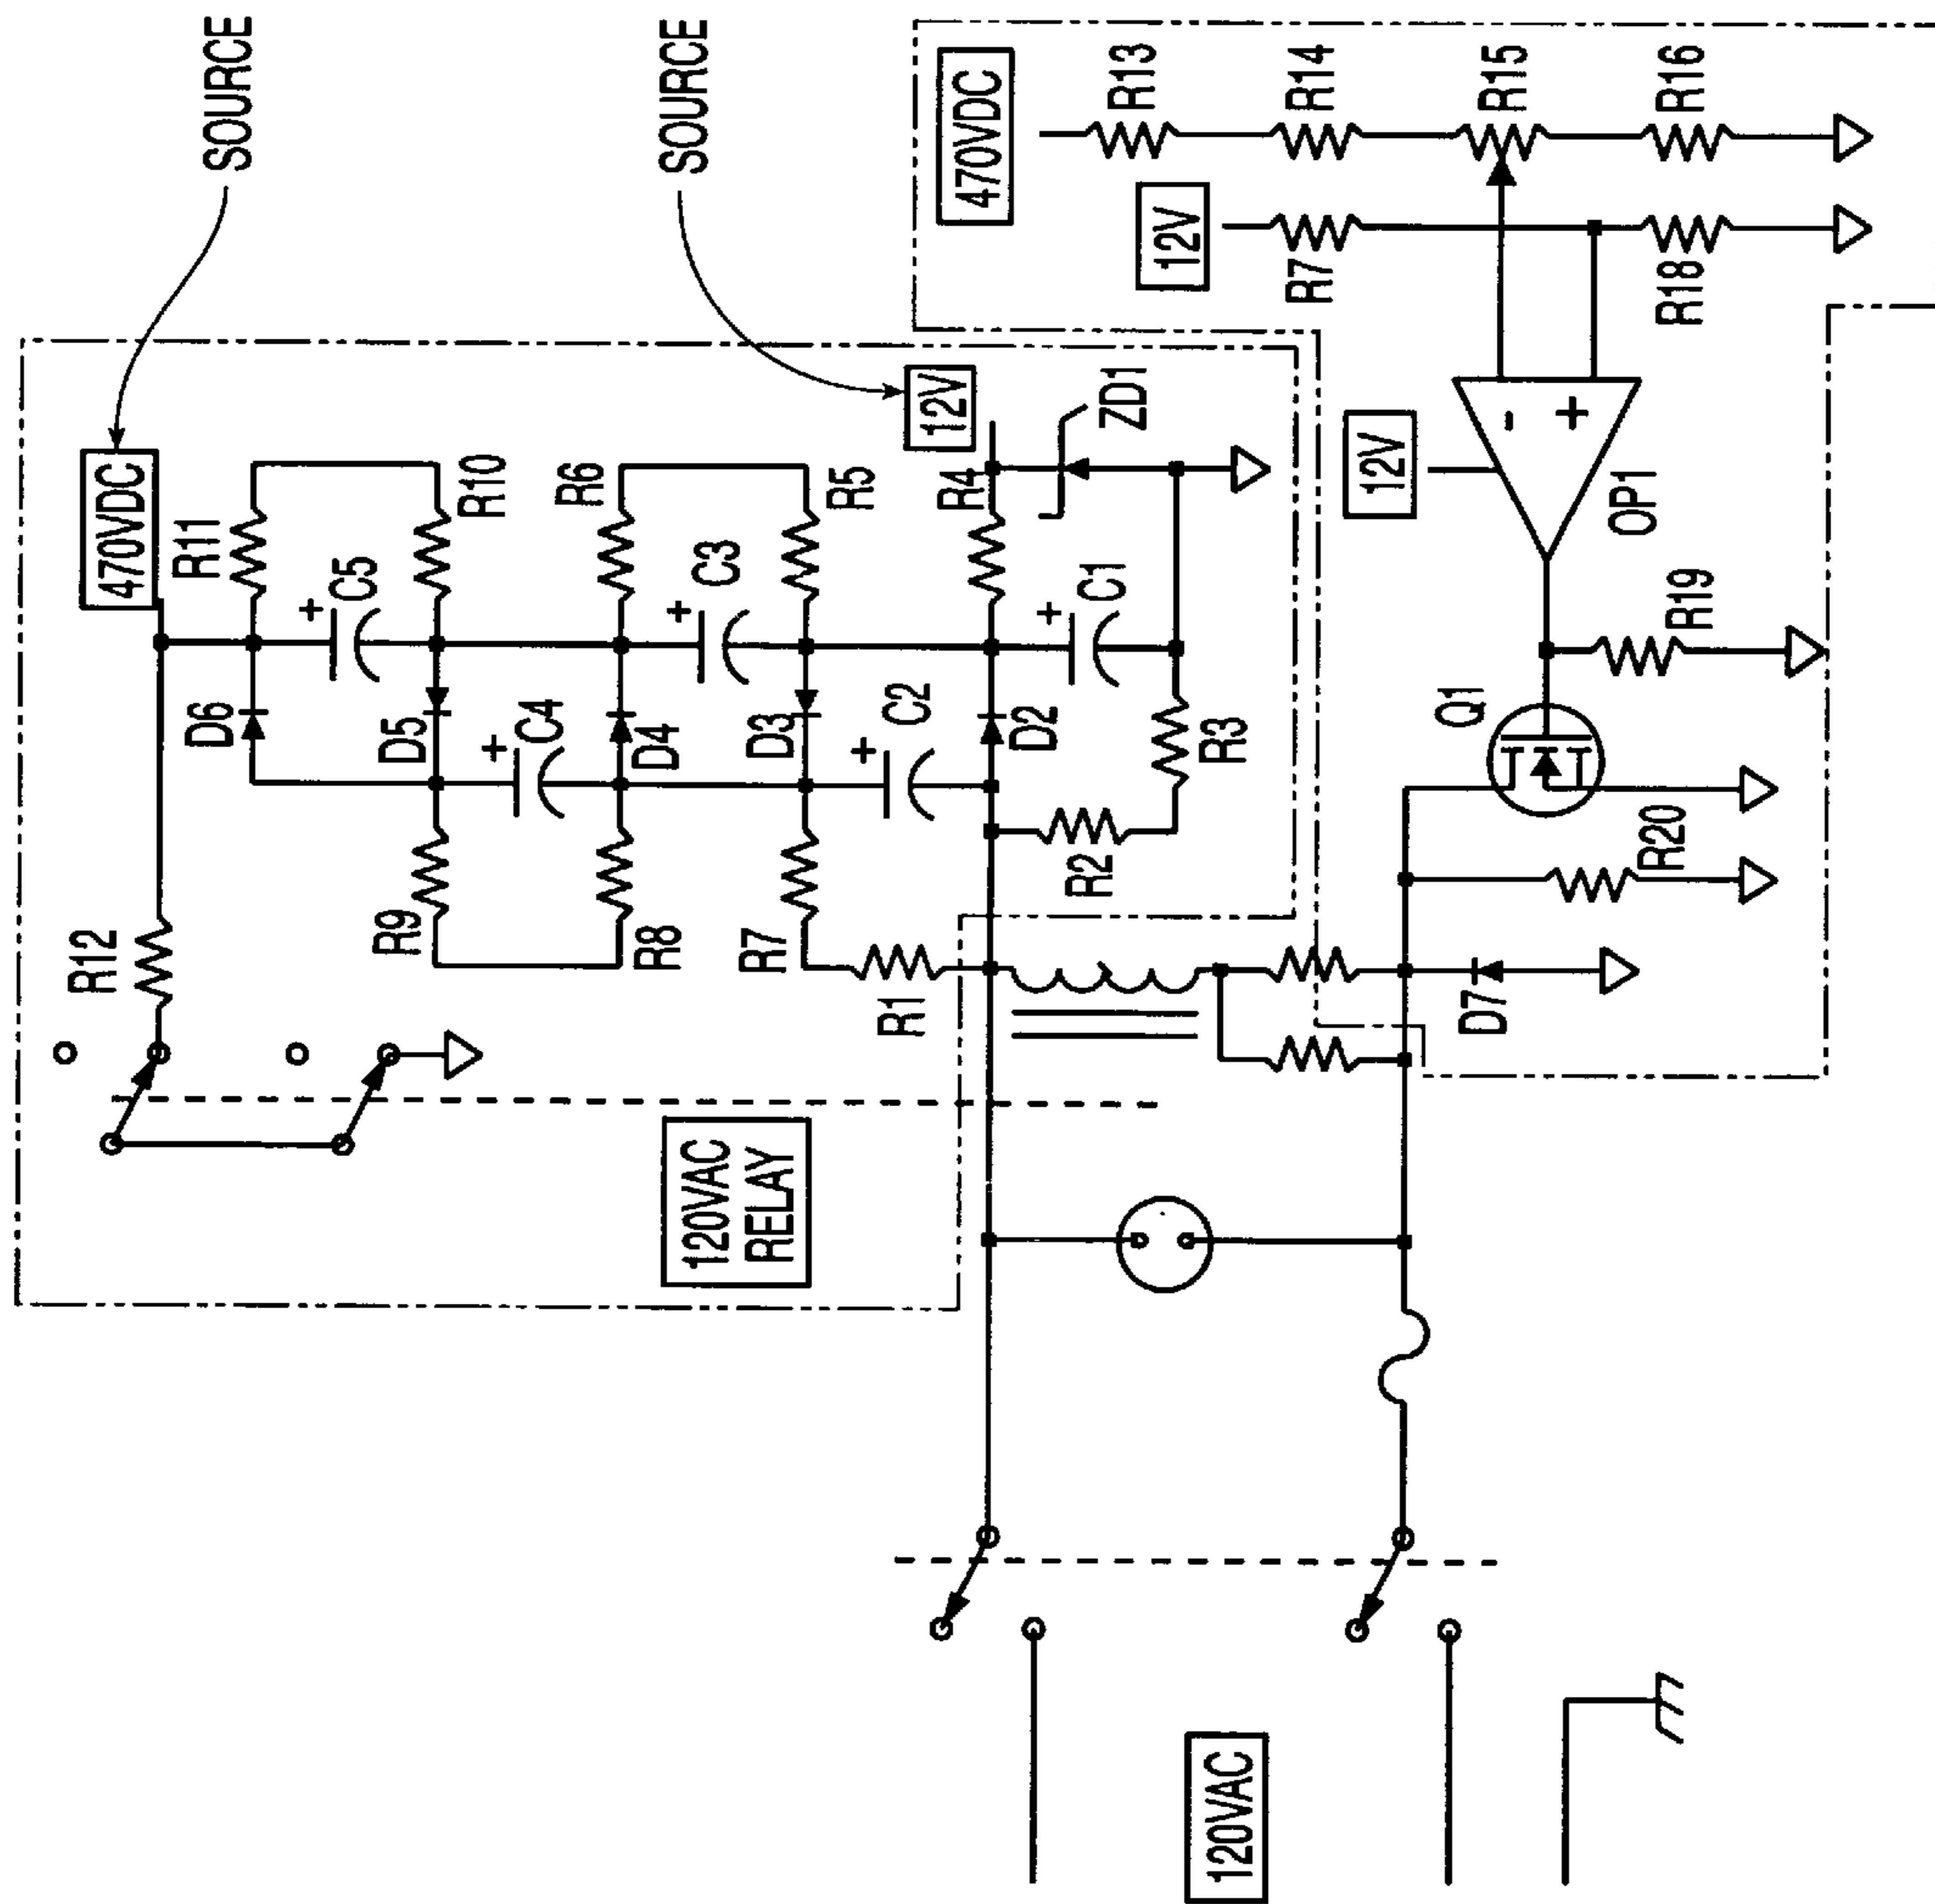 SOURCE
SOURCE
470VDC
R13
R14
R15
R16
12V
R7
R18
470VDC
R11
R10
R6
R5
12V
R4
ZD1
C5
C3
C1
+
+
+
D6
D5
C4
D4
D3
C2
D2
R3
+
+
R12
R9
R8
R7
R2
R1
12V
-
+
OP1
R19
Q1
R20
D7
120VAC
RELAY
120VAC